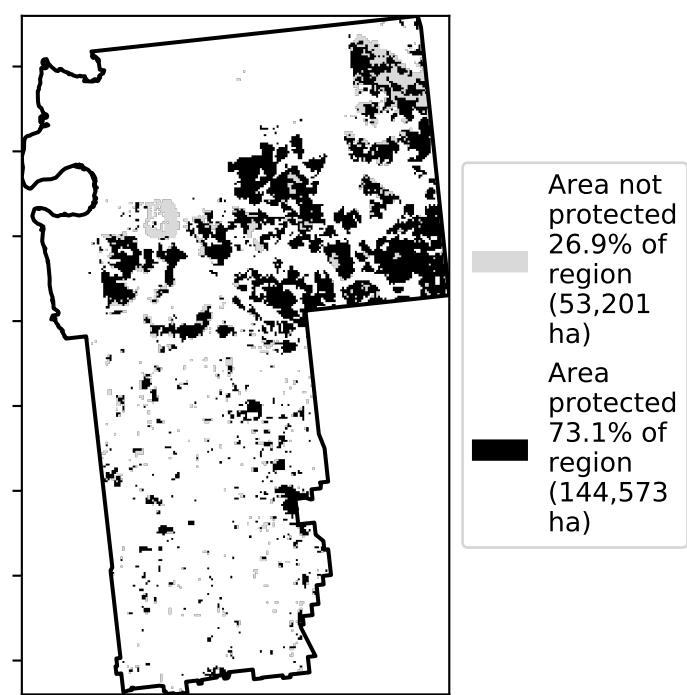 Area not
protected
26.9% of
region
(53,201
ha)
Area
protected
73.1% of
region
(144,573
ha)